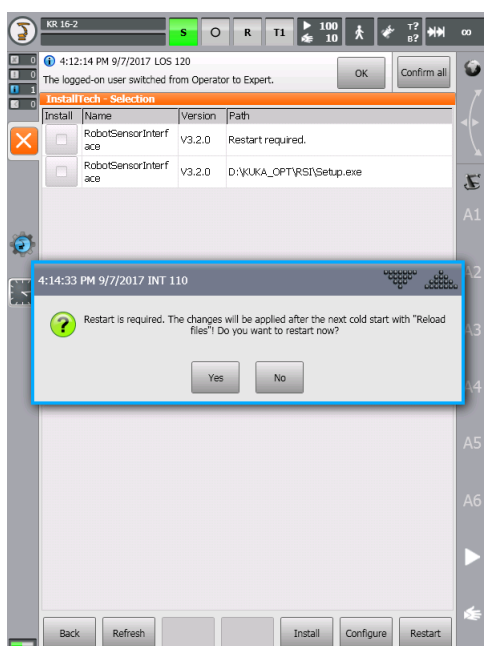 KR 16-2
S O R T1 100 10 T? B? ∞
0
0
1
0
4:12:14 PM 9/7/2017 LOS 120
The logged-on user switched from Operator to Expert.
OK
Confirm all
InstallTech - Selection
Install Name Version Path
RobotSensorInterf
ace
V3.2.0 Restart required.
RobotSensorInterf
ace
V3.2.0 D:\KUKA_OPT\RSI\Setup.exe
A1
A2
4:14:33 PM 9/7/2017 INT 110
Restart is required. The changes will be applied after the next cold start with "Reload
files"! Do you want to restart now?
A3
Yes No
A4
A5
A6
Back Refresh Install Configure Restart